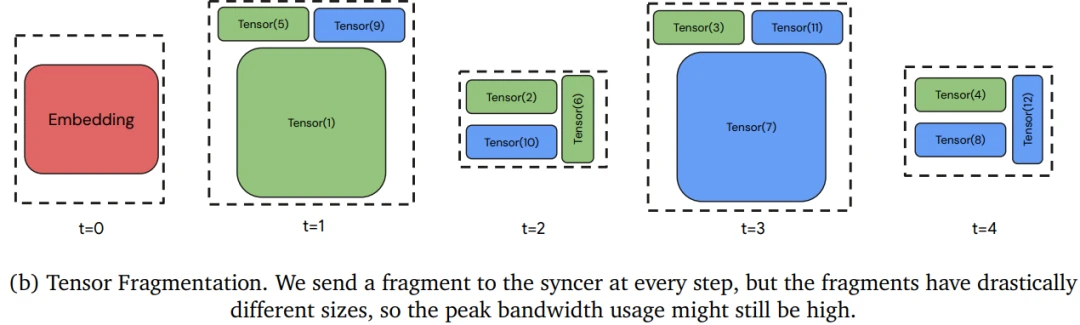 Embedding
t=0
Tensor(5)
Tensor(9)
Tensor(1)
t=1
Tensor(2)
Tensor(10)
Tensor(6)
t=2
Tensor(3)
Tensor(11)
Tensor(7)
t=3
Tensor(4)
Tensor(8)
Tensor(12)
t=4
(b) Tensor Fragmentation. We send a fragment to the syncer at every step, but the fragments have drastically
different sizes, so the peak bandwidth usage might still be high.